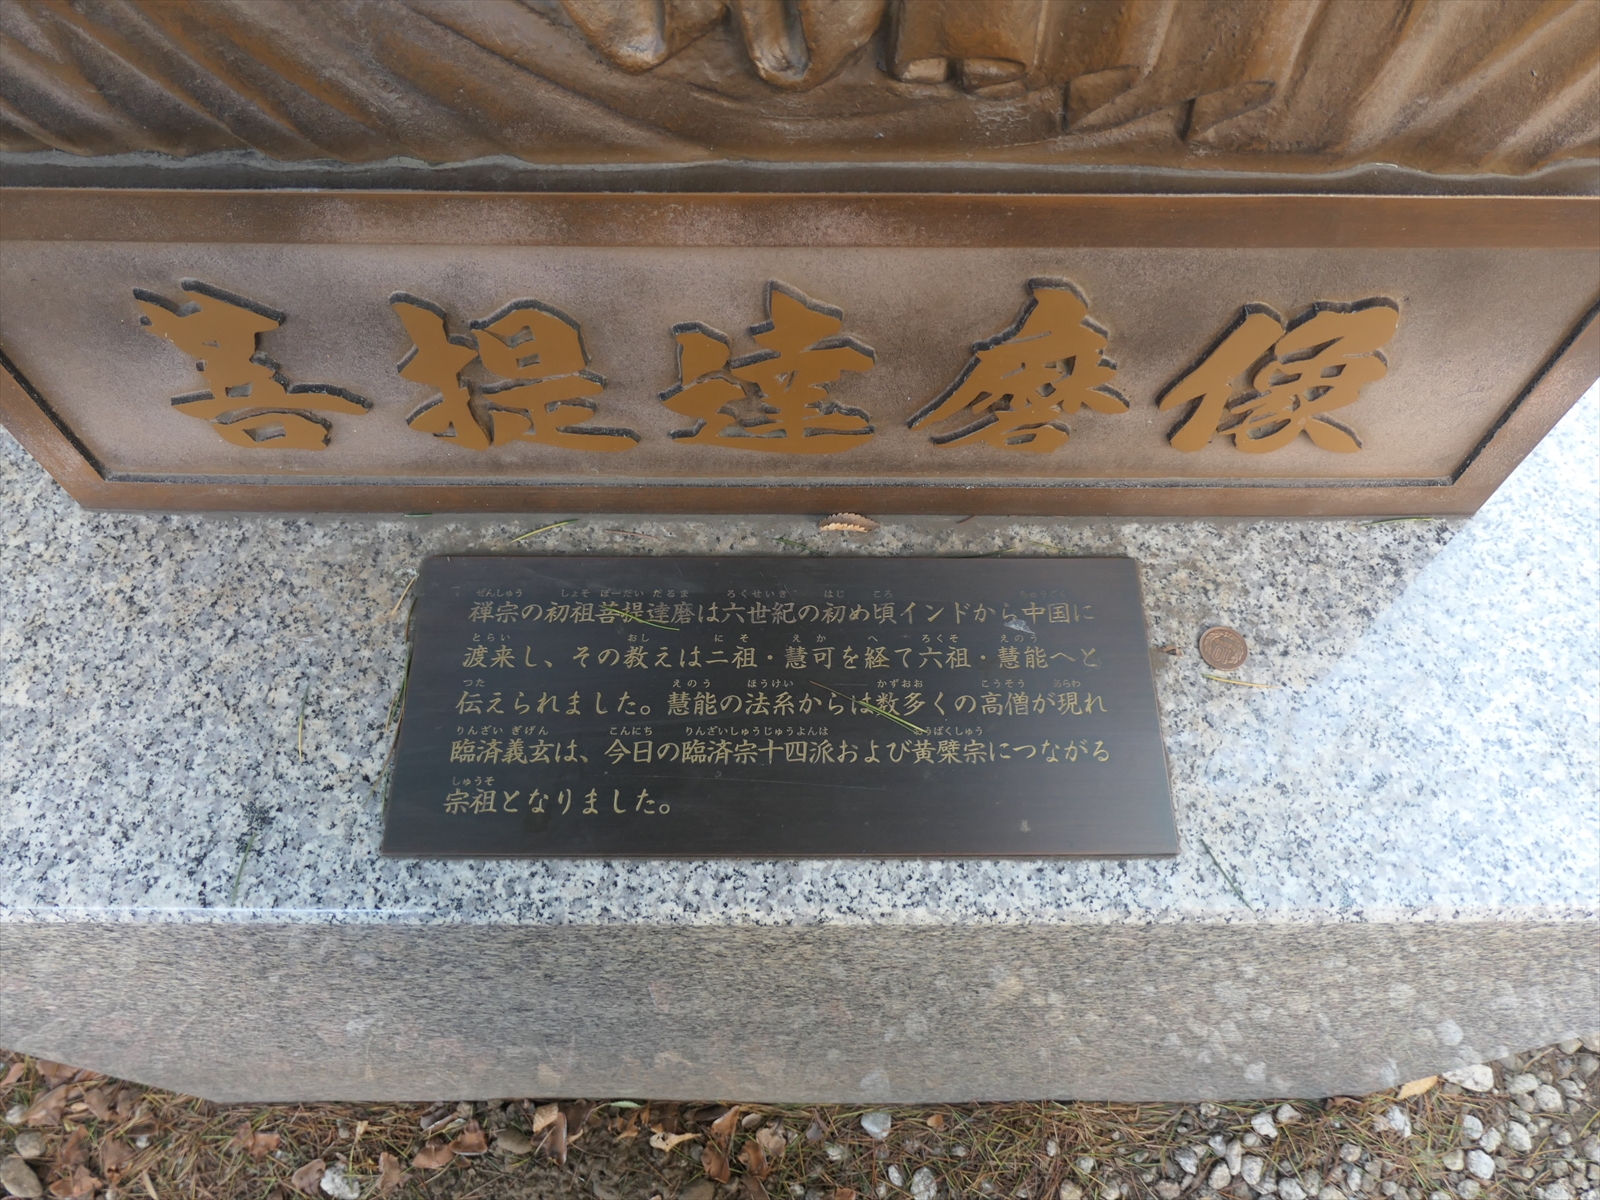 菩提達磨像
禅宗の初祖菩提達磨は六世紀の初め頃インドから中国に
渡来し、その教えは二祖・慧可を経て六祖・慧能へと
伝えられました。慧能の法系からは数多くの高僧が現れ
臨済義玄は、今日の臨済宗十四派および黄檗宗につながる
宗祖となりました。